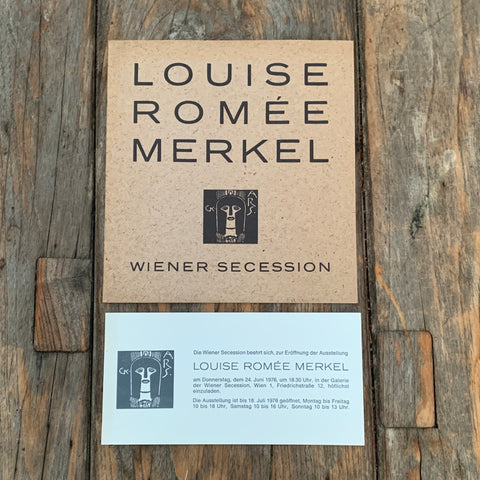 LOUISE
ROMÉE
MERKEL
ARS.
WIENER SECESSION
ARS.
Die Wiener Secession beehrt sich, zur Eröffnung der Ausstellung
LOUISE ROMÉE MERKEL
am Donnerstag, dem 24. Juni 1976, um 18.30 Uhr, in der Galerie
der Wiener Secession, Wien 1, Friedrichstraße 12, höflichst
einzuladen.
Die Ausstellung ist bis 18. Juli 1976 geöffnet, Montag bis Freitag
10 bis 18 Uhr, Samstag 10 bis 16 Uhr, Sonntag 10 bis 13 Uhr.